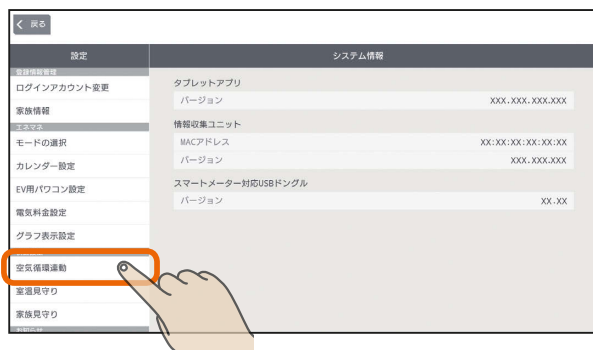 戻る
設定
システム情報
登録情報管理
ログインアカウント変更
家族情報
エネマネ
モードの選択
カレンダー設定
EV用パワコン設定
電気料金設定
グラフ表示設定
空気循環連動
室温見守り
家族見守り
お知らせ
タブレットアプリ
バージョン XXX.XXX.XXX.XXX
情報収集ユニット
MACアドレス XX:XX:XX:XX:XX:XX
バージョン XXX.XXX.XXX
スマートメーター対応USBドングル
バージョン XX.XX